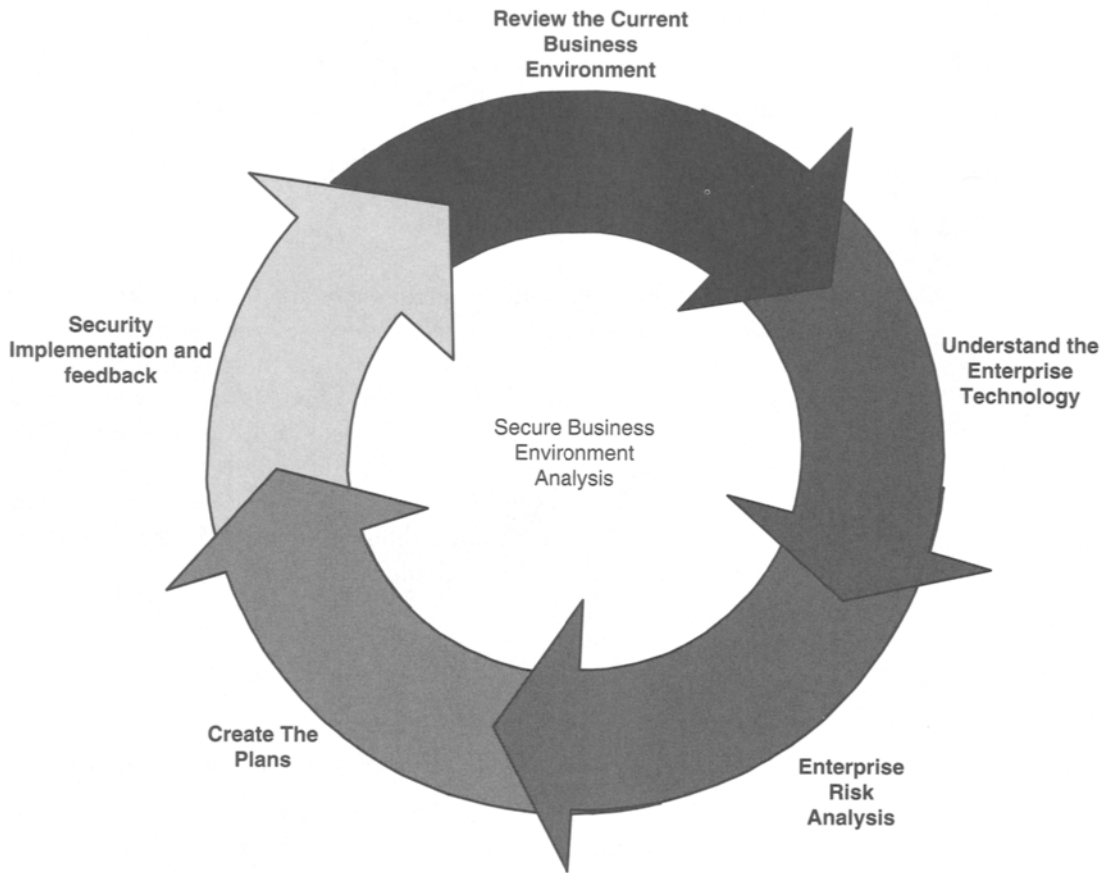 Review the Current
Business
Environment
Understand the
Enterprise
Technology
Enterprise
Risk
Analysis
Create The
Plans
Security
Implementation and
feedback
Secure Business
Environment
Analysis